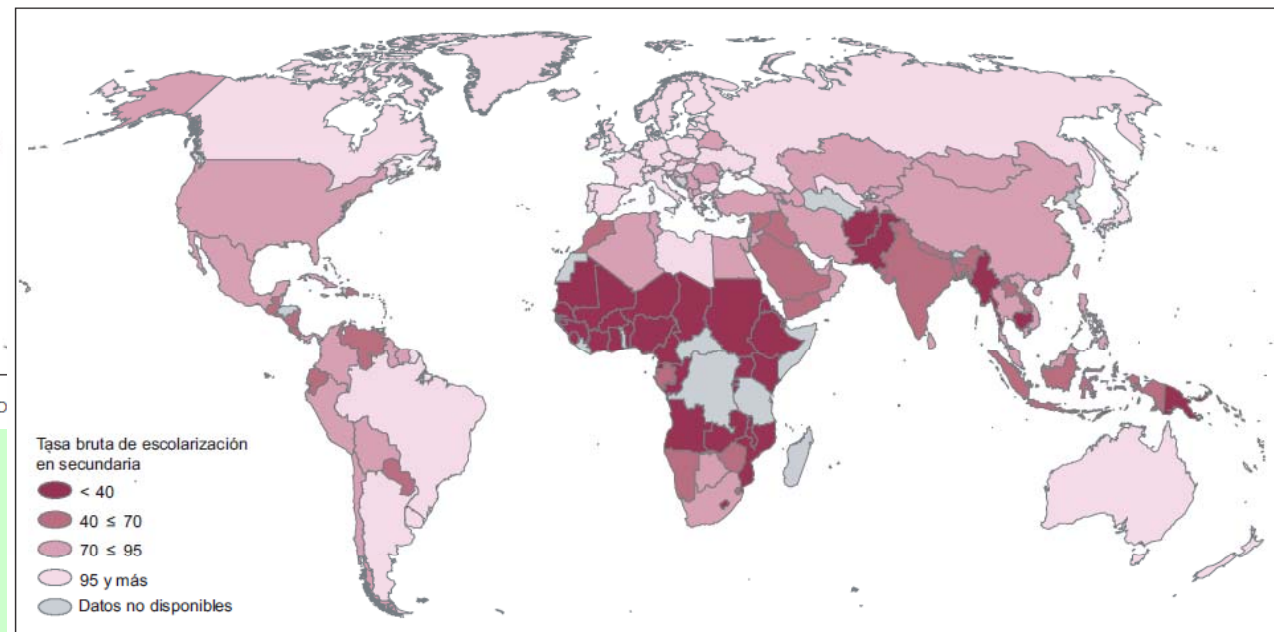 Tasa bruta de escolarización
en secundaria
< 40
40 ≤ 70
70 ≤ 95
95 y más
Datos no disponibles